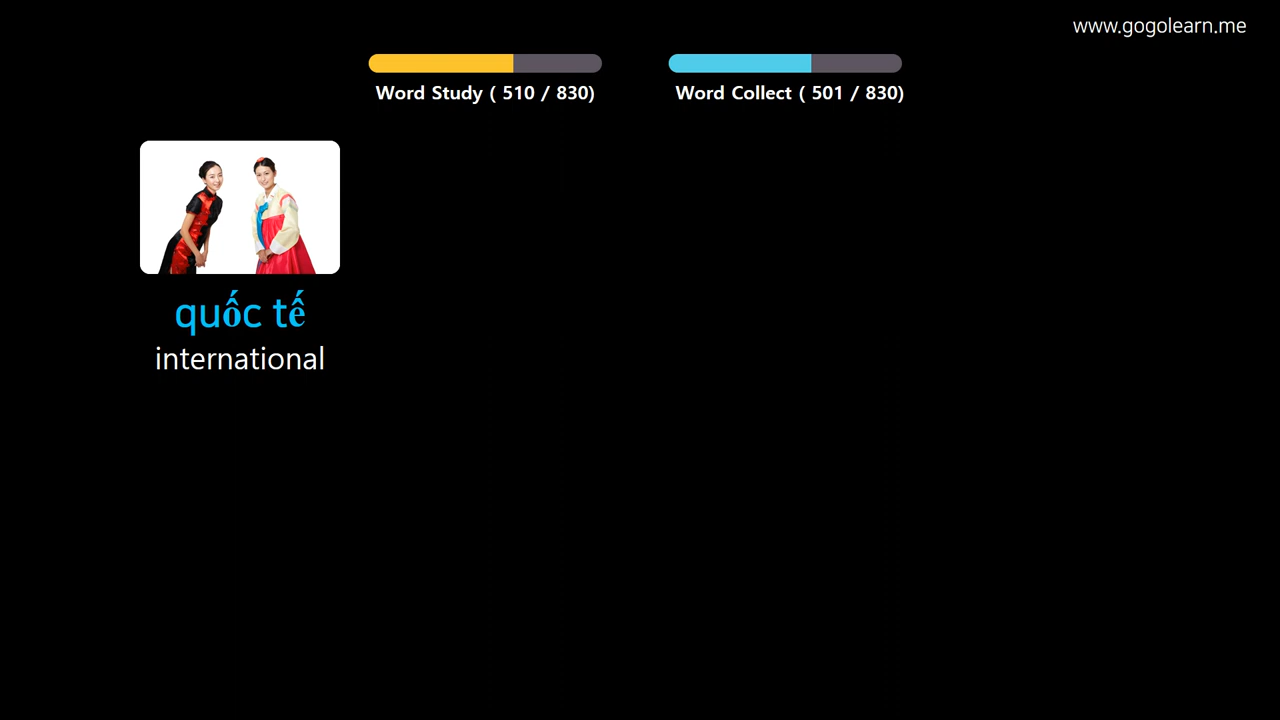 www.gogolearn.me
Word Study ( 510 / 830)
Word Collect ( 501 / 830)
quốc tế
international